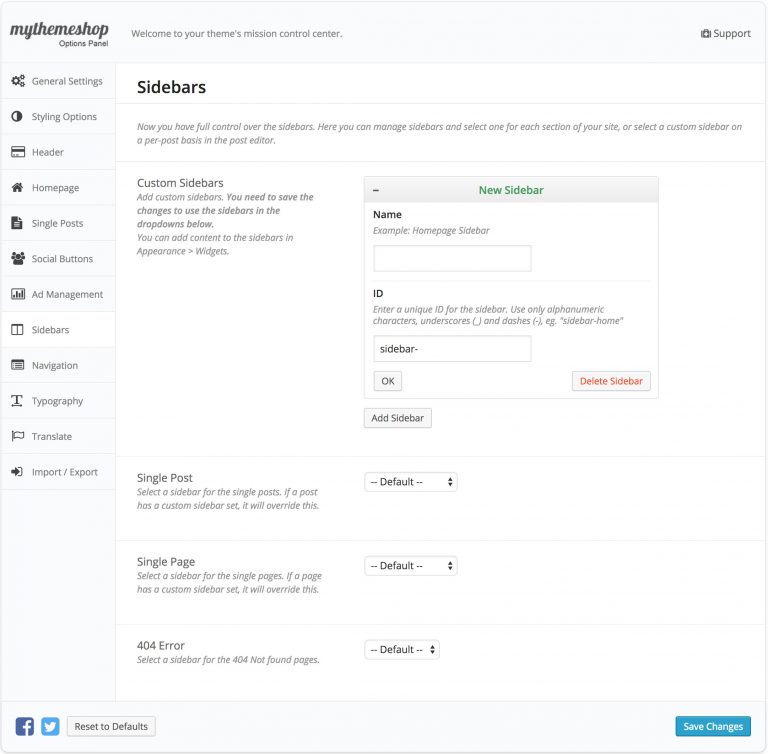 mythemeshop
Options Panel
Welcome to your theme's mission control center.
Support
General Settings
Styling Options
Header
Homepage
Single Posts
Social Buttons
Ad Management
Sidebars
Navigation
Typography
Translate
Import / Export
Sidebars
Now you have full control over the sidebars. Here you can manage sidebars and select one for each section of your site, or select a custom sidebar on
a per-post basis in the post editor.
Custom Sidebars
Add custom sidebars. You need to save the
changes to use the sidebars in the
dropdowns below.
You can add content to the sidebars in
Appearance > Widgets.
– New Sidebar
Name
Example: Homepage Sidebar
ID
Enter a unique ID for the sidebar. Use only alphanumeric
characters, underscores (_) and dashes (-), eg. "sidebar-home"
sidebar-
OK
Delete Sidebar
Add Sidebar
Single Post
Select a sidebar for the single posts. If a post
has a custom sidebar set, it will override this.
-- Default --
Single Page
Select a sidebar for the single pages. If a page
has a custom sidebar set, it will override this.
-- Default --
404 Error
Select a sidebar for the 404 Not found pages.
-- Default --
Reset to Defaults
Save Changes